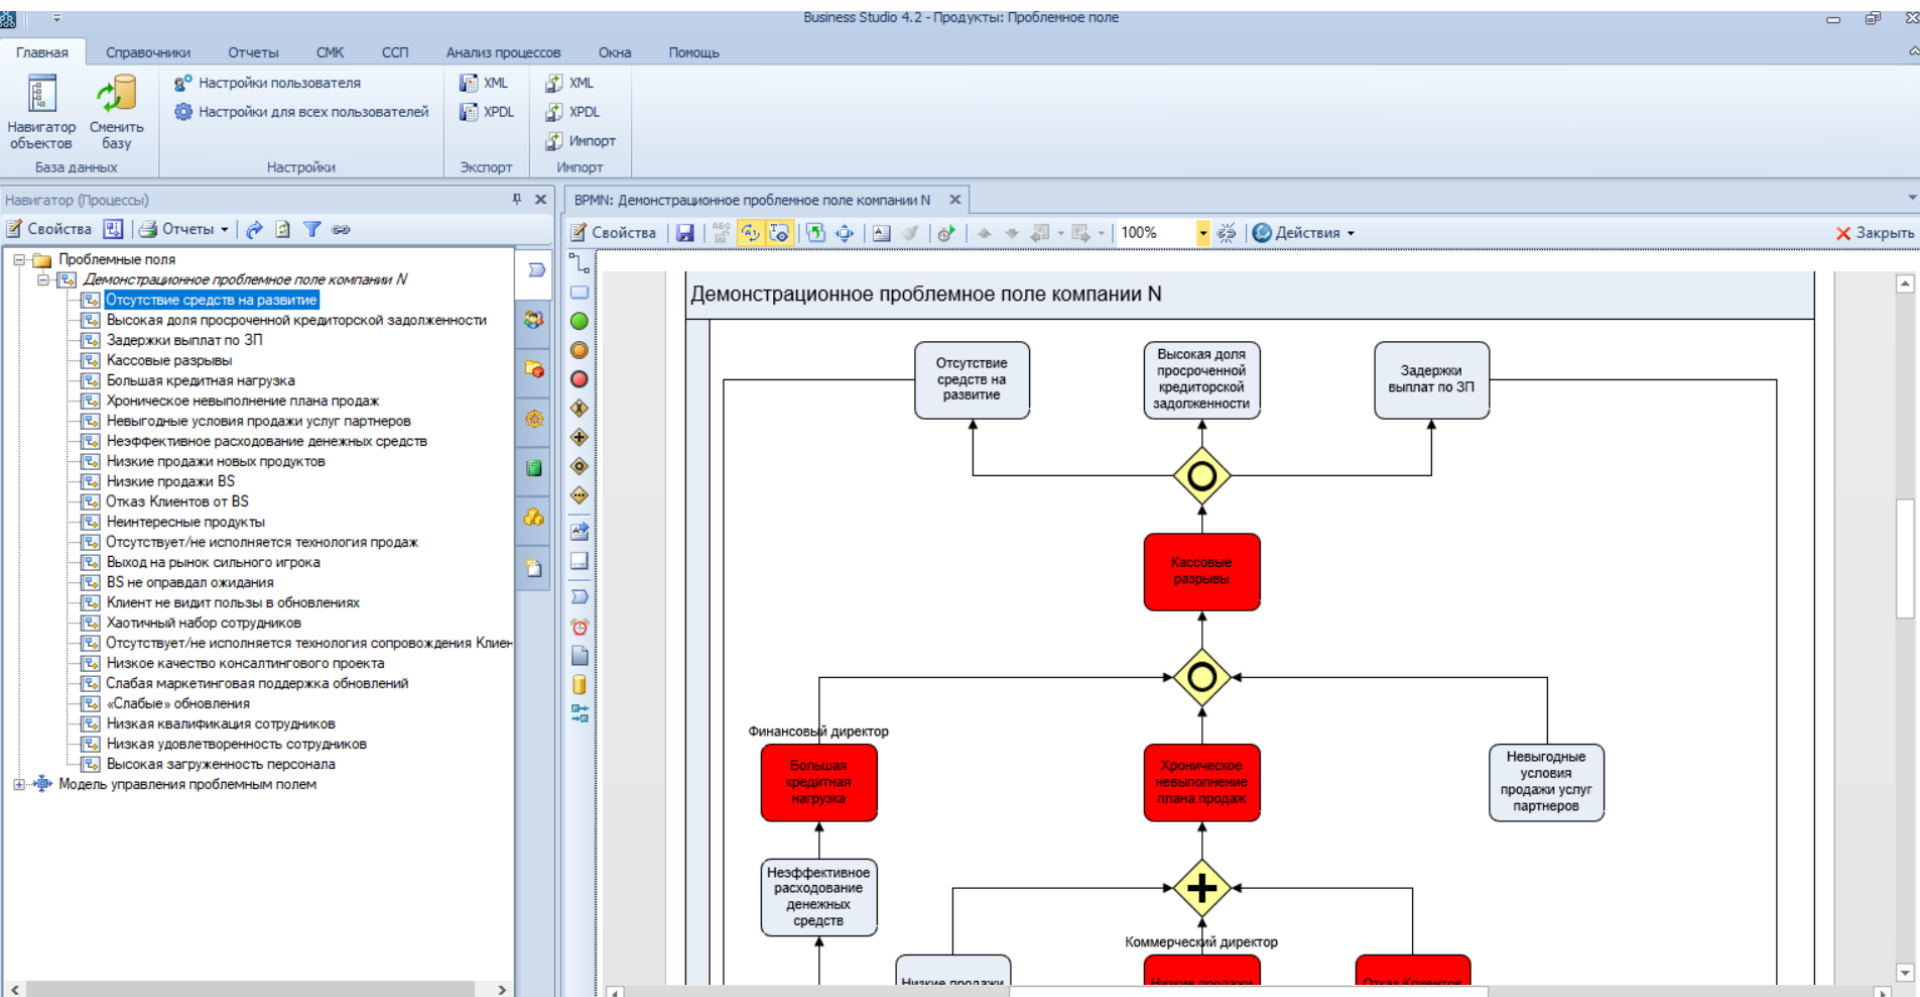 Business Studio 4.2 - Продукты: Проблемное поле
Главная Справочники Отчеты СМК ССП Анализ процессов Окна Помощь
Навигатор объектов
Сменить базу
База данных
Настройки пользователя
Настройки для всех пользователей
Настройки
XML
XPDL
Экспорт
XML
XPDL
Импорт
Импорт
Навигатор (Процессы)
Свойства Отчеты
Проблемные поля
Демонстрационное проблемное поле компании N
Отсутствие средств на развитие
Высокая доля просроченной кредиторской задолженности
Задержки выплат по ЗП
Кассовые разрывы
Большая кредитная нагрузка
Хроническое невыполнение плана продаж
Невыгодные условия продажи услуг партнеров
Неэффективное расходование денежных средств
Низкие продажи новых продуктов
Низкие продажи BS
Отказ Клиентов от BS
Неинтересные продукты
Отсутствует/не исполняется технология продаж
Выход на рынок сильного игрока
BS не оправдал ожидания
Клиент не видит пользы в обновлениях
Хаотичный набор сотрудников
Отсутствует/не исполняется технология сопровождения Клиен
Низкое качество консалтингового проекта
Слабая маркетинговая поддержка обновлений
«Слабые» обновления
Низкая квалификация сотрудников
Низкая удовлетворенность сотрудников
Высокая загруженность персонала
Модель управления проблемным полем
BPMN: Демонстрационное проблемное поле компании N
Свойства ABC 100% Действия Закрыть
Демонстрационное проблемное поле компании N
Отсутствие
средств на
развитие
Высокая доля
просроченной
кредиторской
задолженности
Задержки
выплат по ЗП
Кассовые
разрывы
Финансовый директор
Большая
кредитная
нагрузка
Хроническое
невыполнение
плана продаж
Невыгодные
условия
продажи услуг
партнеров
Неэффективное
расходование
денежных
средств
Коммерческий директор
Низкие продажи
Низкие продажи
Отказ Клиентов